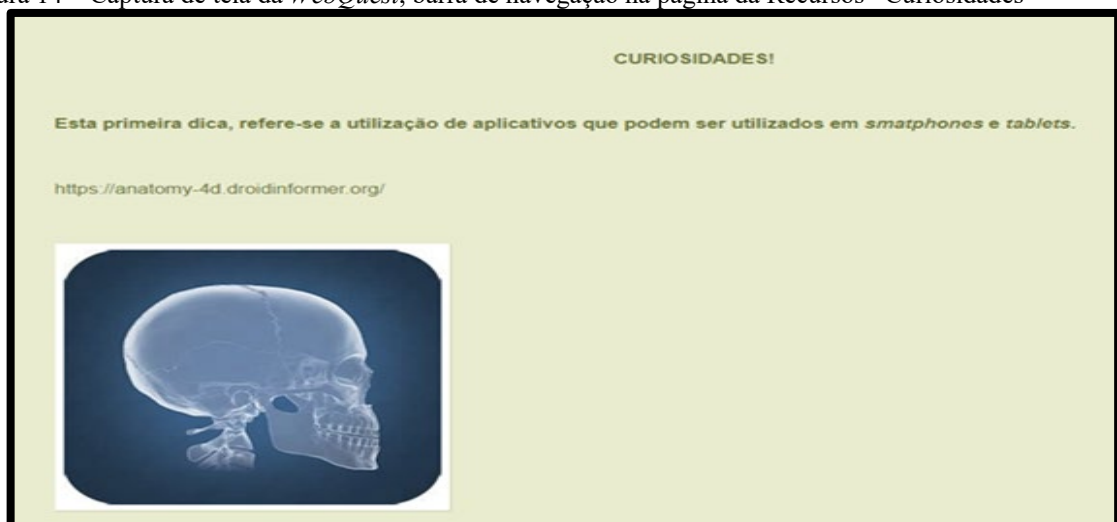 14 – Captura de tela da WebQuest, barra de navegação na página da Recursos - Curiosidades
CURIOSIDADES!
Esta primeira dica, refere-se a utilização de aplicativos que podem ser utilizados em smatphones e tablets.
https://anatomy-4d.droidinformer.org/